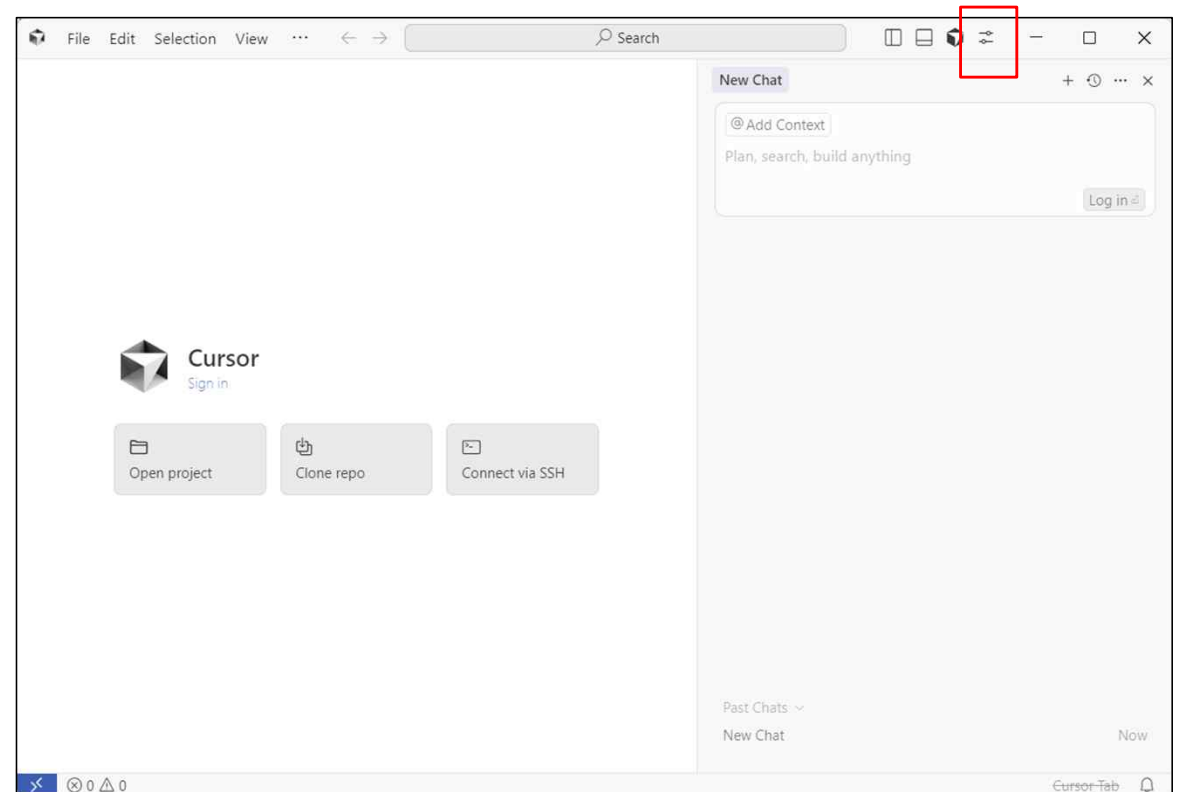 File Edit Selection View ... Search
New Chat
@ Add Context
Plan, search, build anything
Log in
Cursor
Sign in
Open project Clone repo Connect via SSH
Past Chats
New Chat Now
0 0 Cursor Tab